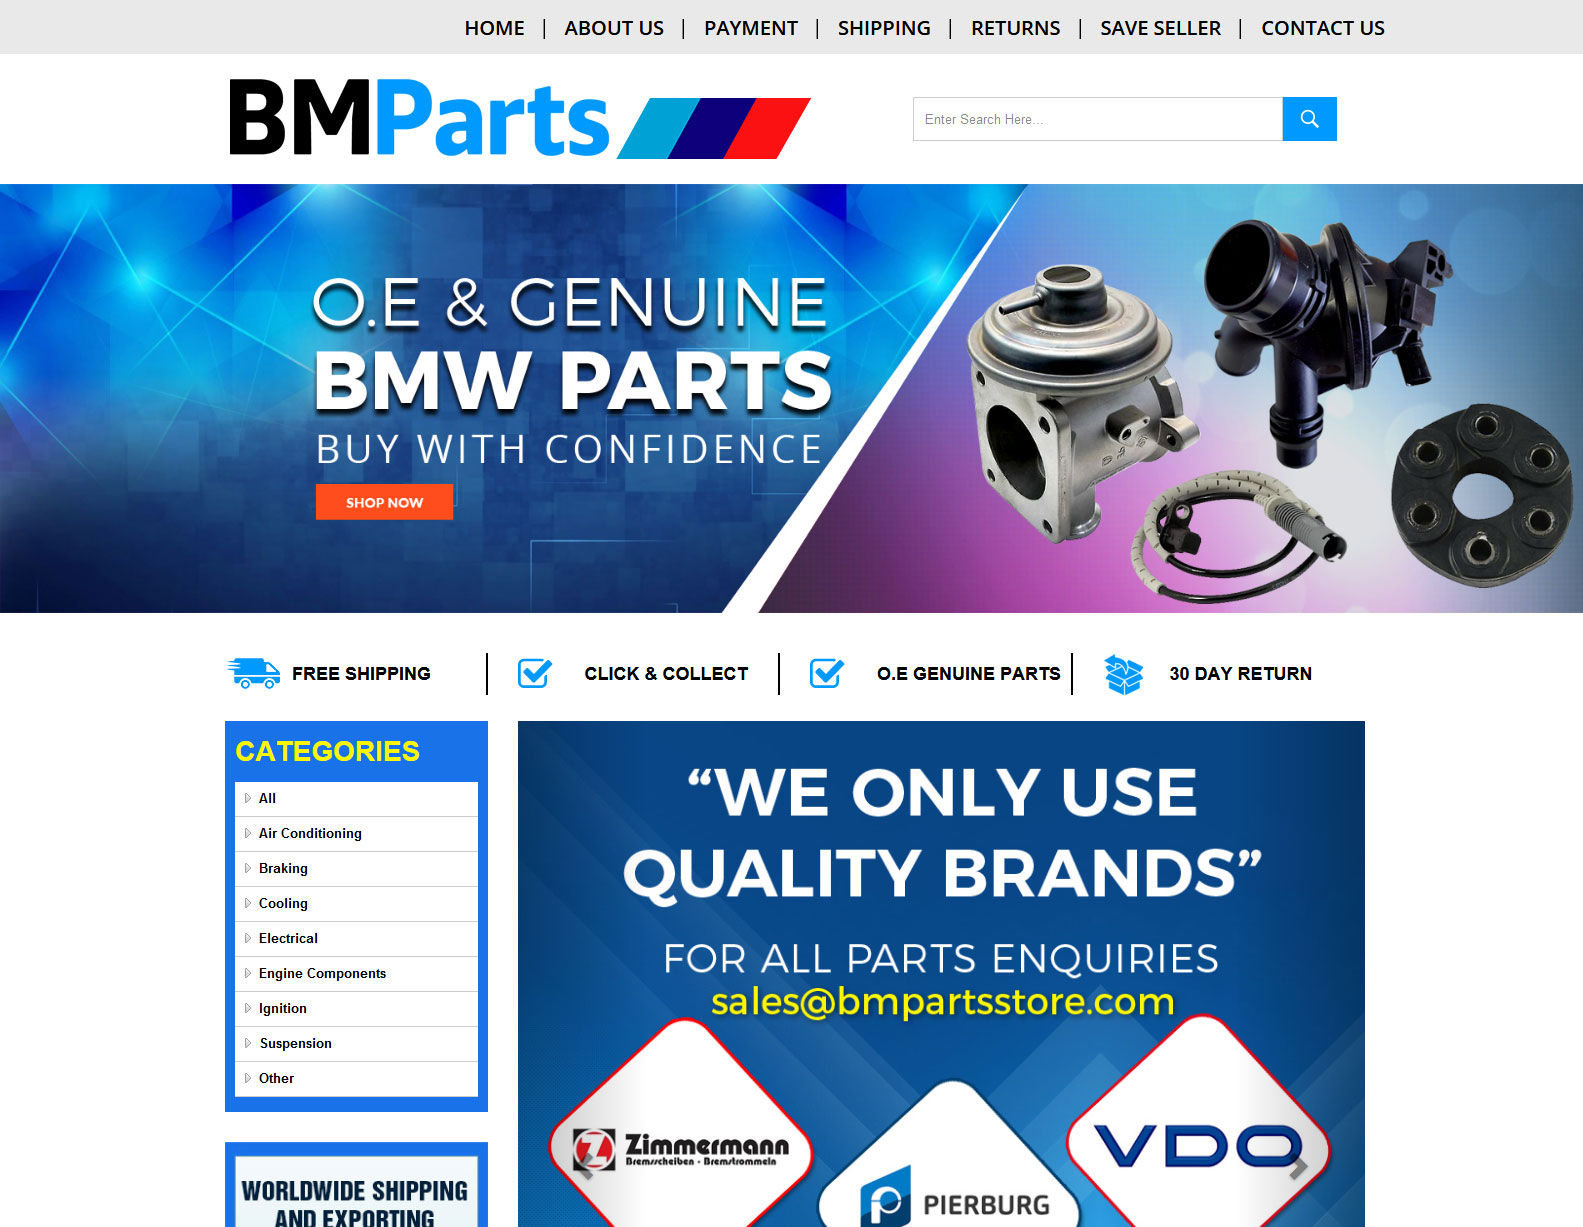 HOME | ABOUT US | PAYMENT | SHIPPING | RETURNS | SAVE SELLER | CONTACT US
BMParts
Enter Search Here...
O.E & GENUINE
BMW PARTS
BUY WITH CONFIDENCE
SHOP NOW
FREE SHIPPING
CLICK & COLLECT
O.E GENUINE PARTS
30 DAY RETURN
CATEGORIES
All
Air Conditioning
Braking
Cooling
Electrical
Engine Components
Ignition
Suspension
Other
WORLDWIDE SHIPPING
AND EXPORTING
“WE ONLY USE
QUALITY BRANDS”
FOR ALL PARTS ENQUIRIES
sales@bmpartsstore.com
Zimmermann
Bremsscheiben - Bremstrommeln
PIERBURG
VDO